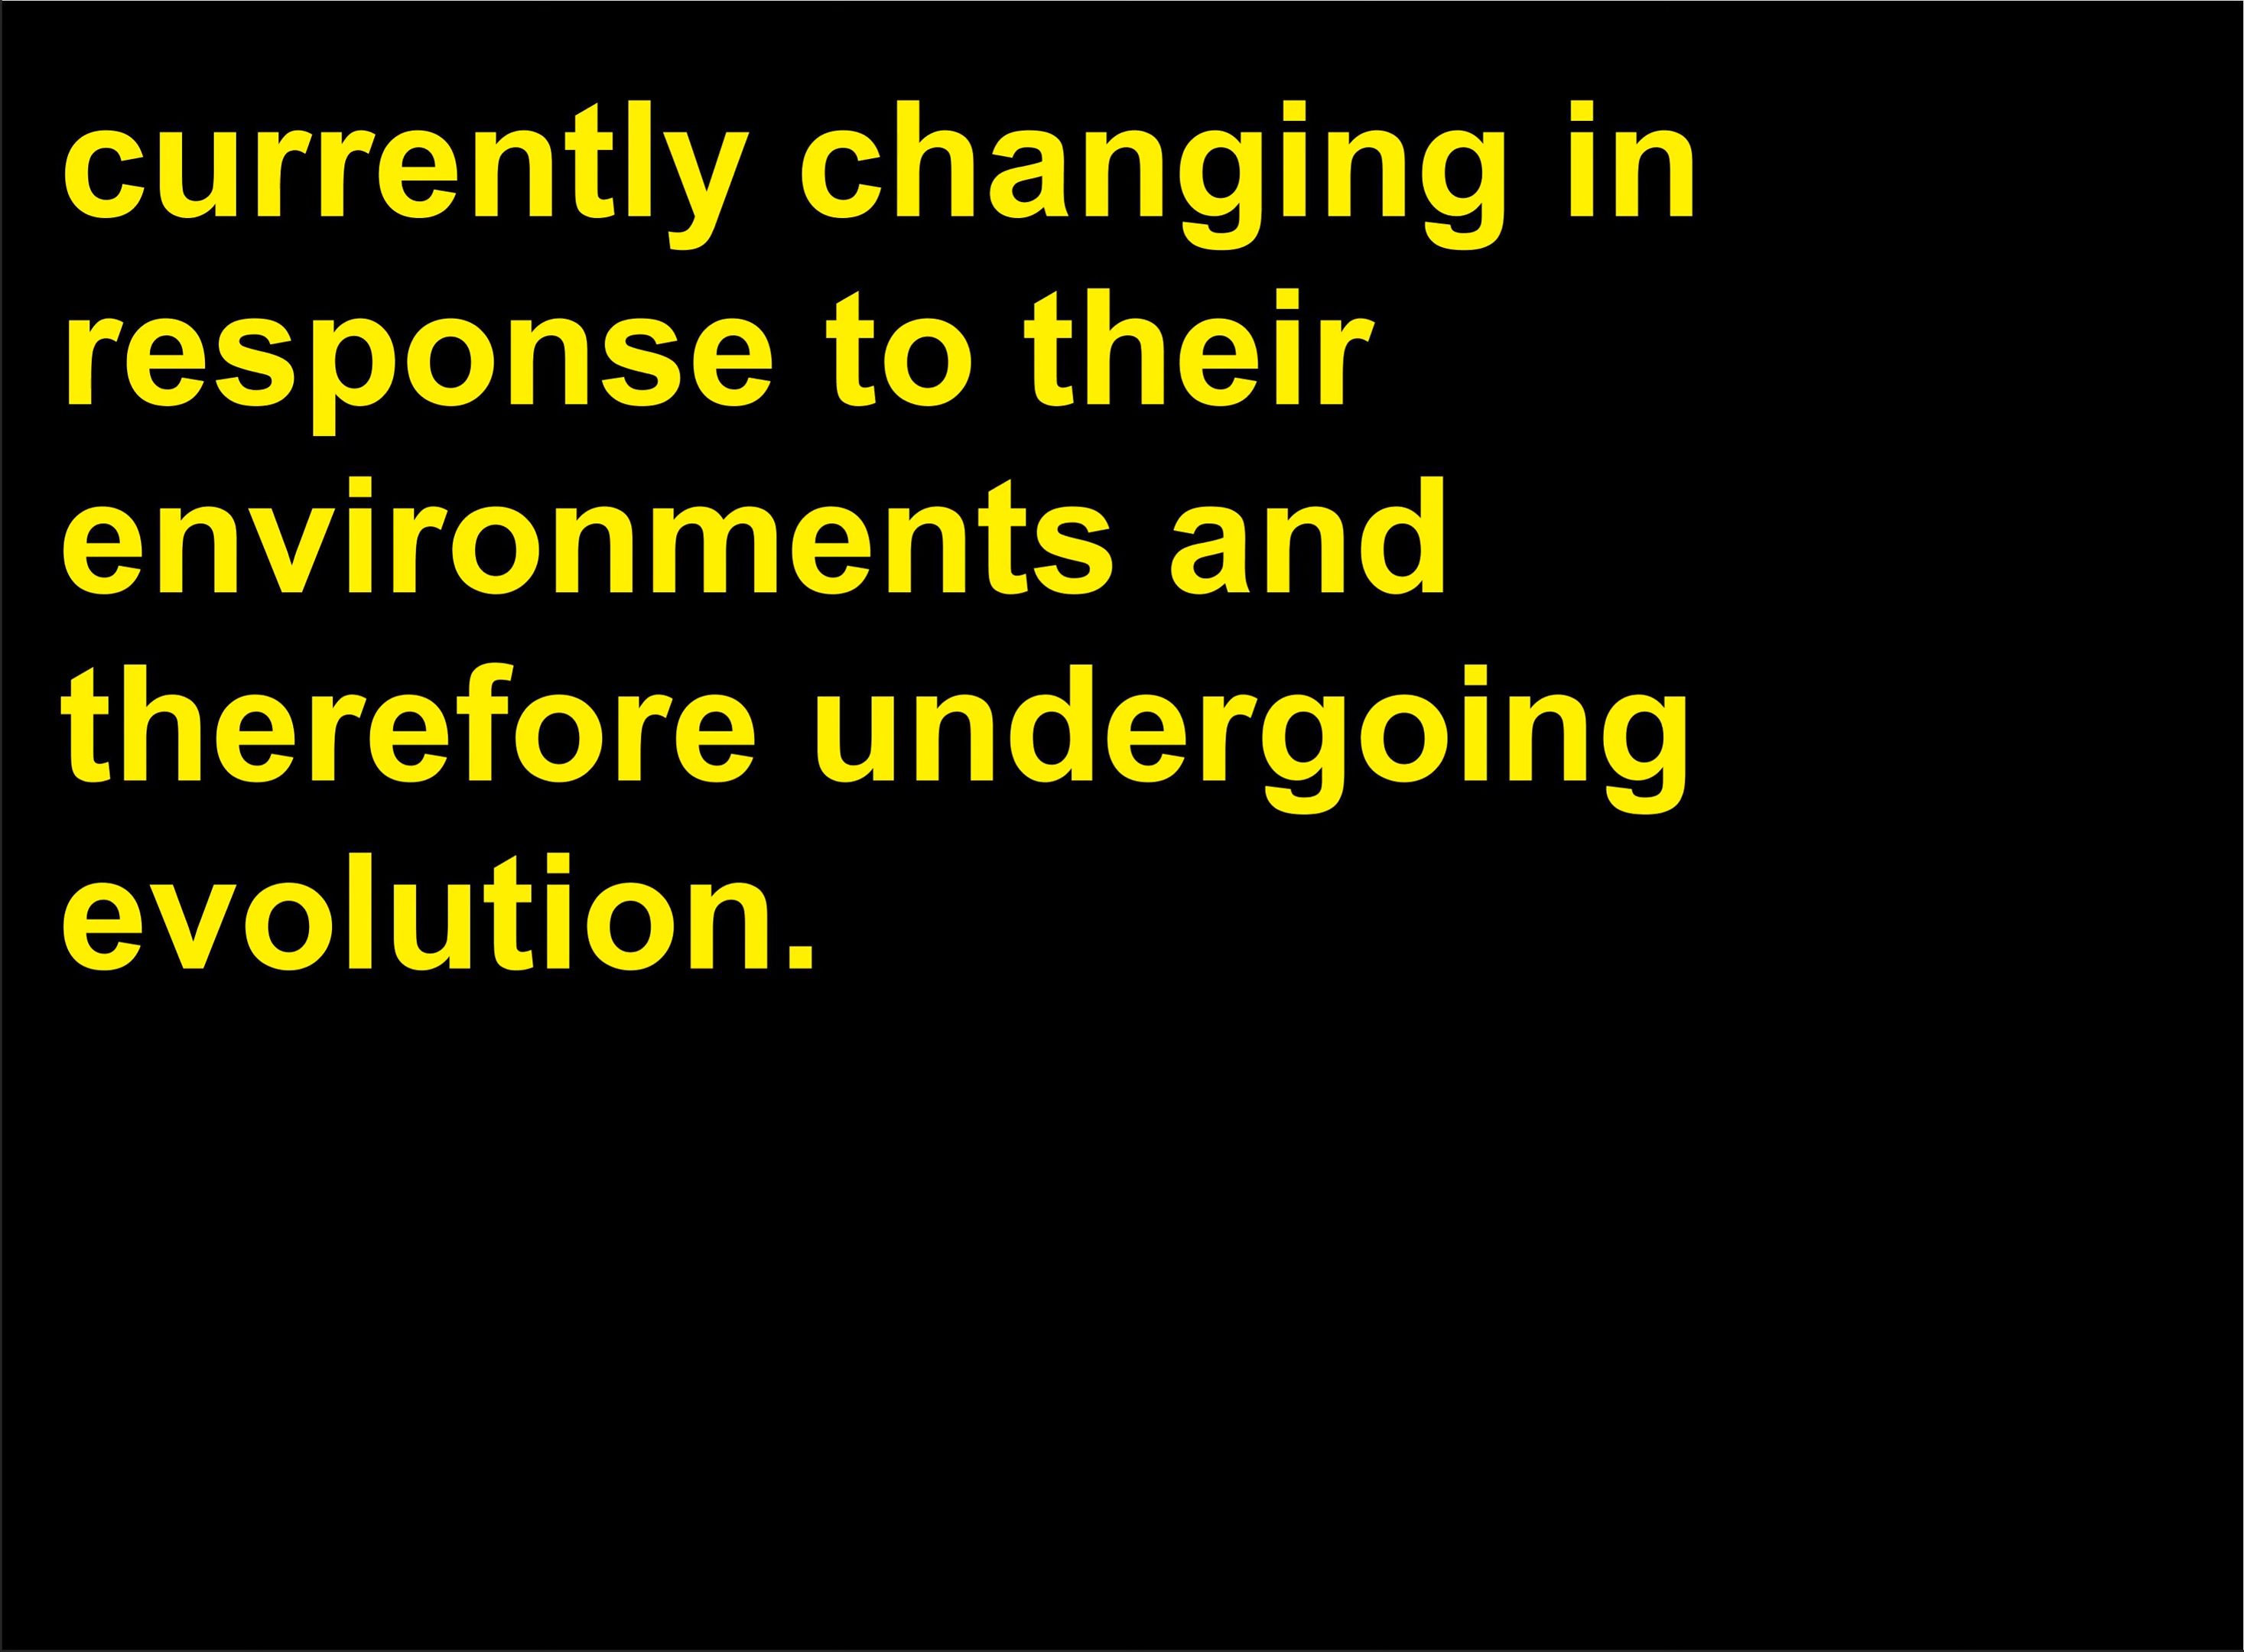 currently changing in
response to their
environments and
therefore undergoing
evolution.